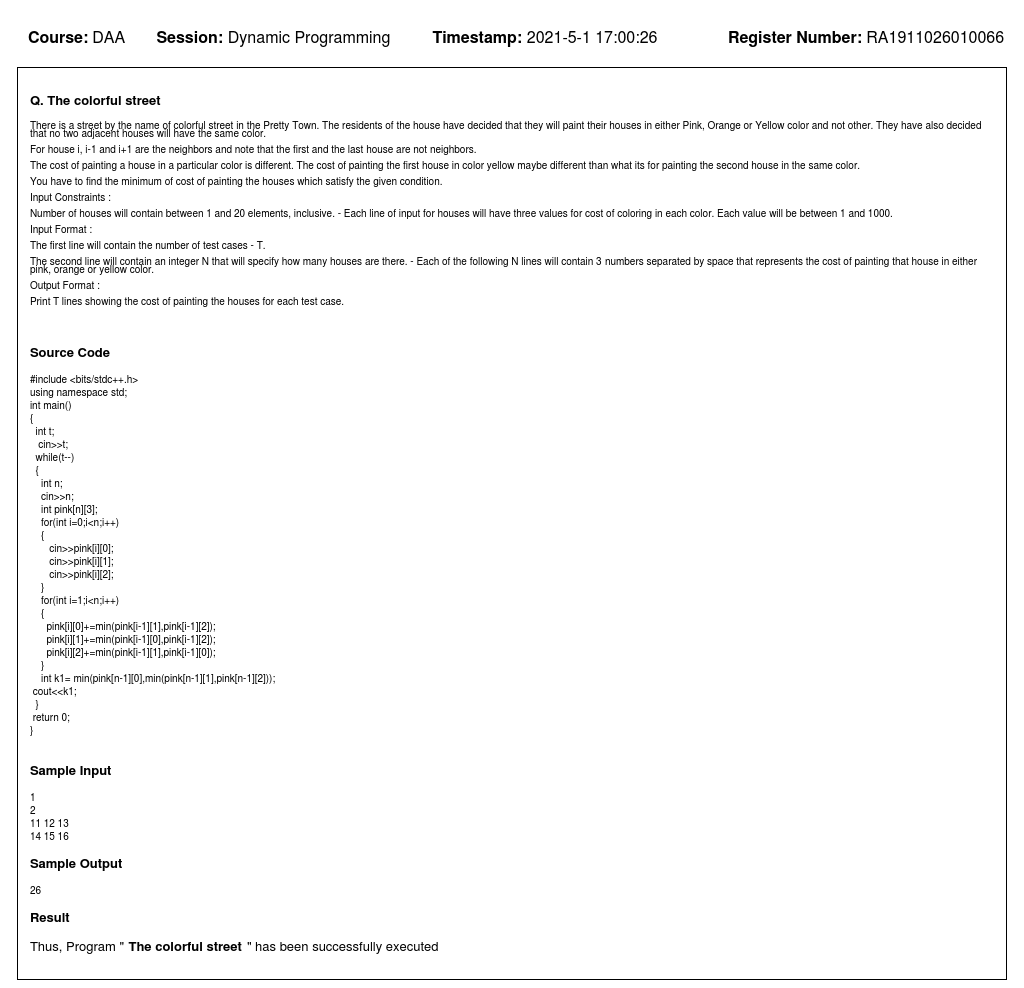 Course: DAA Session: Dynamic Programming Timestamp: 2021-5-1 17:00:26 Register Number: RA1911026010066
Q. The colorful street
There is a street by the name of colorful street in the Pretty Town. The residents of the house have decided that they will paint their houses in either Pink, Orange or Yellow color and not other. They have also decided
that no two adjacent houses will have the same color.
For house i, i-1 and i+1 are the neighbors and note that the first and the last house are not neighbors.
The cost of painting a house in a particular color is different. The cost of painting the first house in color yellow maybe different than what its for painting the second house in the same color.
You have to find the minimum of cost of painting the houses which satisfy the given condition.
Input Constraints :
Number of houses will contain between 1 and 20 elements, inclusive. - Each line of input for houses will have three values for cost of coloring in each color. Each value will be between 1 and 1000.
Input Format :
The first line will contain the number of test cases - T.
The second line will contain an integer N that will specify how many houses are there. - Each of the following N lines will contain 3 numbers separated by space that represents the cost of painting that house in either
pink, orange or yellow color.
Output Format :
Print T lines showing the cost of painting the houses for each test case.
Source Code
#include <bits/stdc++.h>
using namespace std;
int main()
{
int t;
cin>>t;
while(t--)
{
int n;
cin>>n;
int pink[n][3];
for(int i=0;i<n;i++)
{
cin>>pink[i][0];
cin>>pink[i][1];
cin>>pink[i][2];
}
for(int i=1;i<n;i++)
{
pink[i][0]+=min(pink[i-1][1],pink[i-1][2]);
pink[i][1]+=min(pink[i-1][0],pink[i-1][2]);
pink[i][2]+=min(pink[i-1][1],pink[i-1][0]);
}
int k1= min(pink[n-1][0],min(pink[n-1][1],pink[n-1][2]));
cout<<k1;
}
return 0;
}
Sample Input
1
2
11 12 13
14 15 16
Sample Output
26
Result
Thus, Program " The colorful street " has been successfully executed